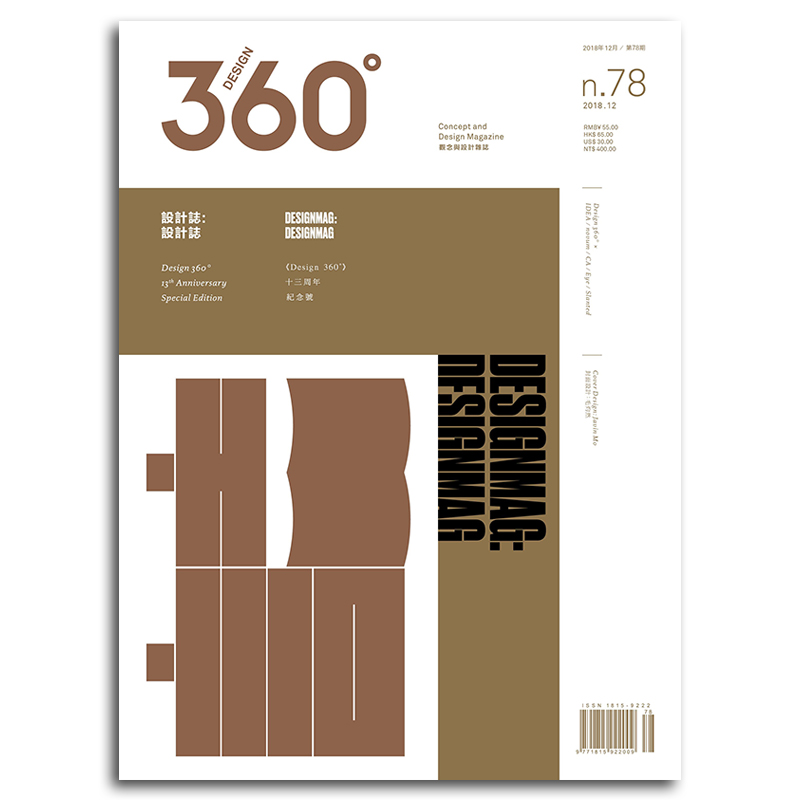 DESIGN
360°
Concept and
Design Magazine
觀念與設計雜誌
2018年12月 / 第78期
n.78
2018.12
RMB¥ 55.00
HK$ 65.00
US$ 30.00
NT$ 400.00
設計誌:
設計誌
DESIGNMAG:
DESIGNMAG
Design 360°
13th Anniversary
Special Edition
《Design 360°》
十三周年
紀念號
Design 360° ×
IDEA / novum / CA / Eye / Slanted
Cover Design: Javin Mo
DESIGNMAG:
DESIGNMAG
ISSN 1815-9222
78
9 771815 922009